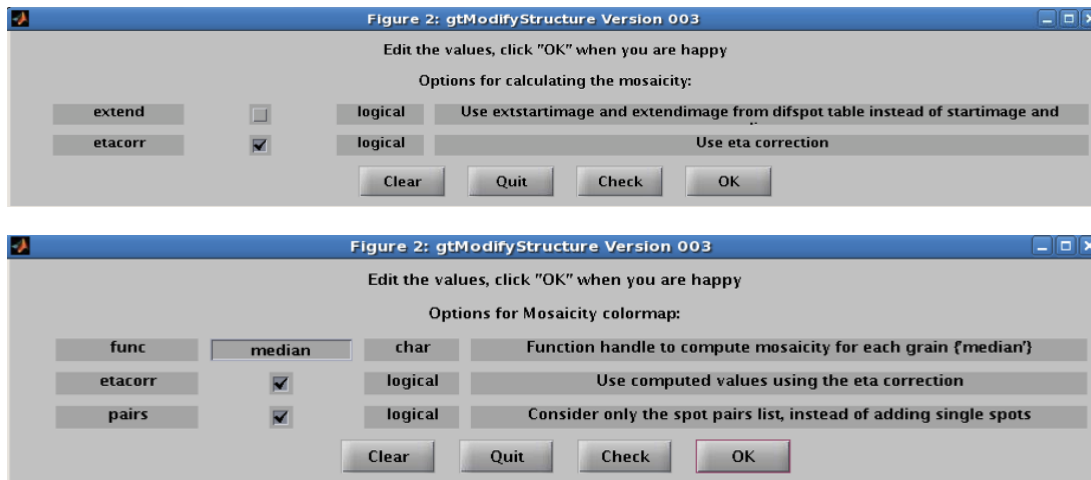 Figure 2: gtModifyStructure Version 003
Edit the values, click "OK" when you are happy
Options for calculating the mosaicity:
extend logical Use extstartimage and extendimage from difspot table instead of startimage and
etacorr logical Use eta correction
Clear Quit Check OK
Figure 2: gtModifyStructure Version 003
Edit the values, click "OK" when you are happy
Options for Mosaicity colormap:
func median char Function handle to compute mosaicity for each grain {'median'}
etacorr logical Use computed values using the eta correction
pairs logical Consider only the spot pairs list, instead of adding single spots
Clear Quit Check OK